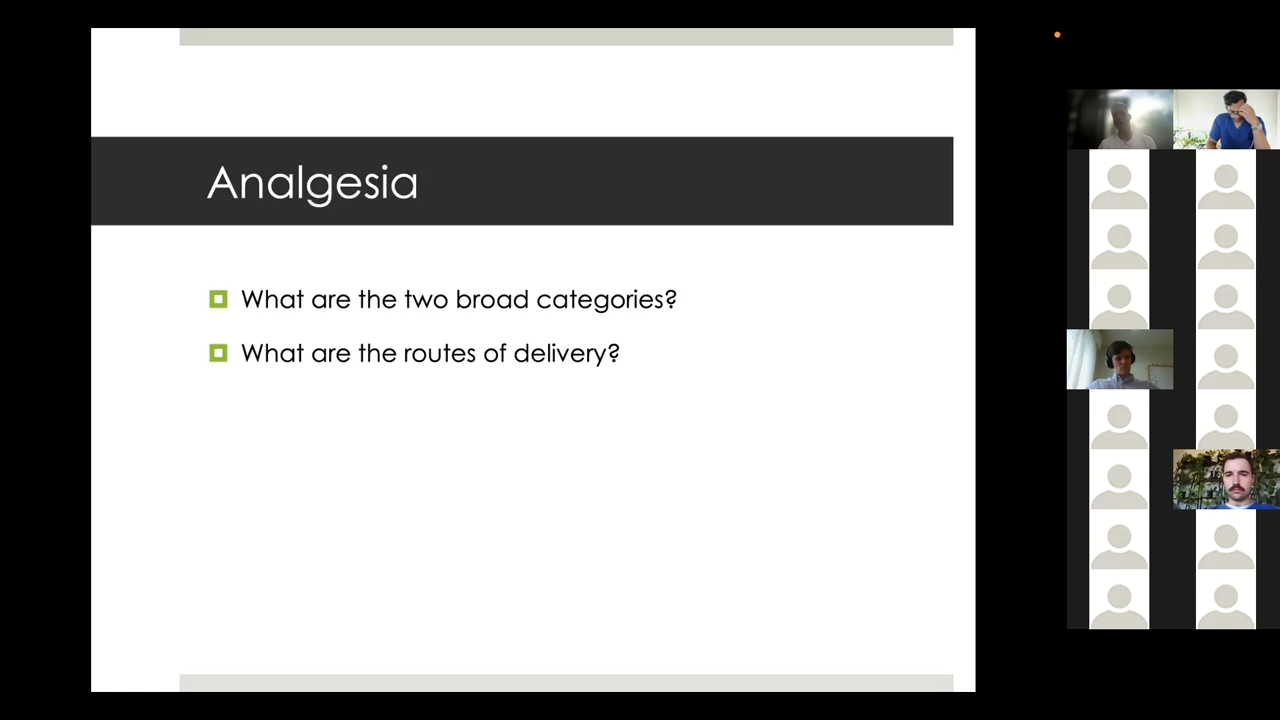 Analgesia
What are the two broad categories?
What are the routes of delivery?